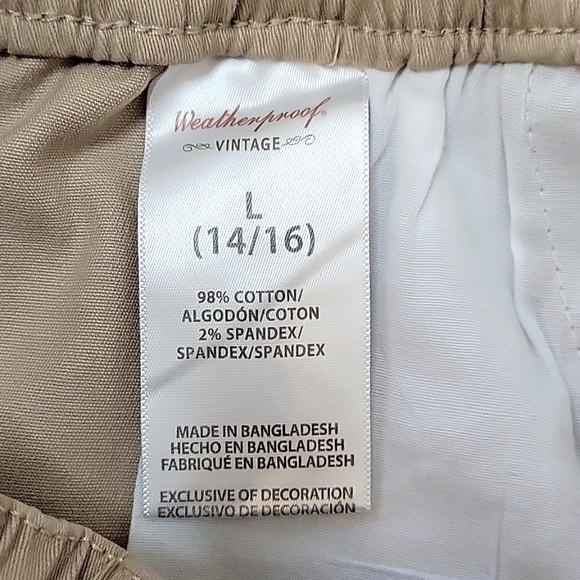 Weatherproof®
VINTAGE
L
(14/16)
98% COTTON/
ALGODÓN/COTON
2% SPANDEX/
SPANDEX/SPANDEX
MADE IN BANGLADESH
HECHO EN BANGLADESH
FABRIQUÉ EN BANGLADESH
EXCLUSIVE OF DECORATION
EXCLUSIVO DE DECORACIÓN